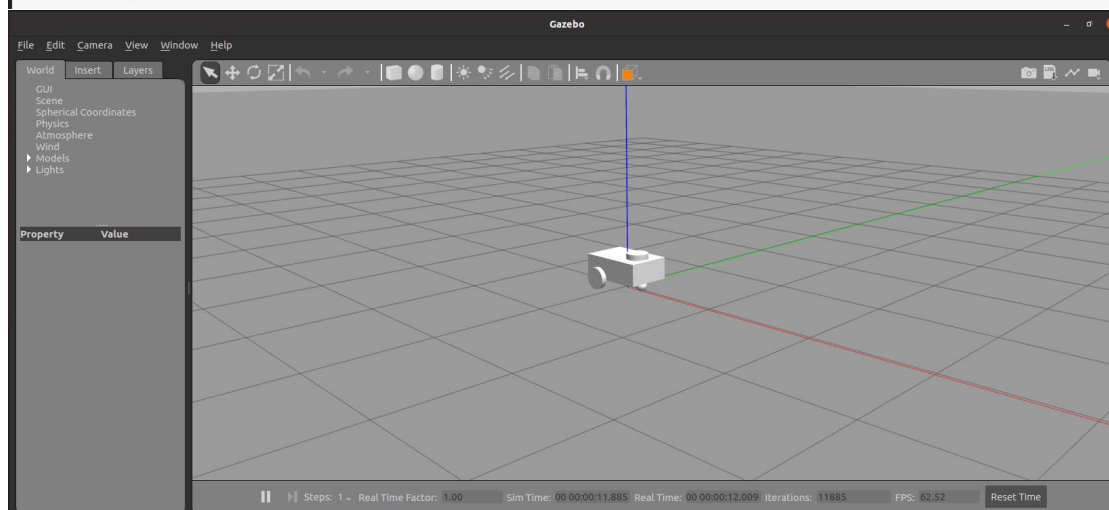 Gazebo
File Edit Camera View Window Help
World Insert Layers
GUI
Scene
Spherical Coordinates
Physics
Atmosphere
Wind
Models
Lights
Property Value
LOG
Steps: 1 Real Time Factor: 1.00 Sim Time: 00 00:00:11.885 Real Time: 00 00:00:12.009 Iterations: 11885 FPS: 62.52 Reset Time